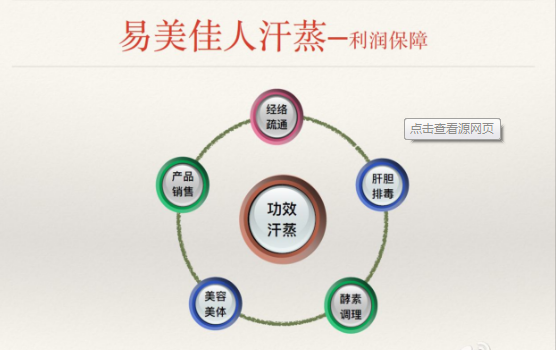 易美佳人汗蒸—利润保障
经络
疏通
点击查看源网页
产品
销售
肝胆
排毒
功效
汗蒸
美容
美体
酵素
调理